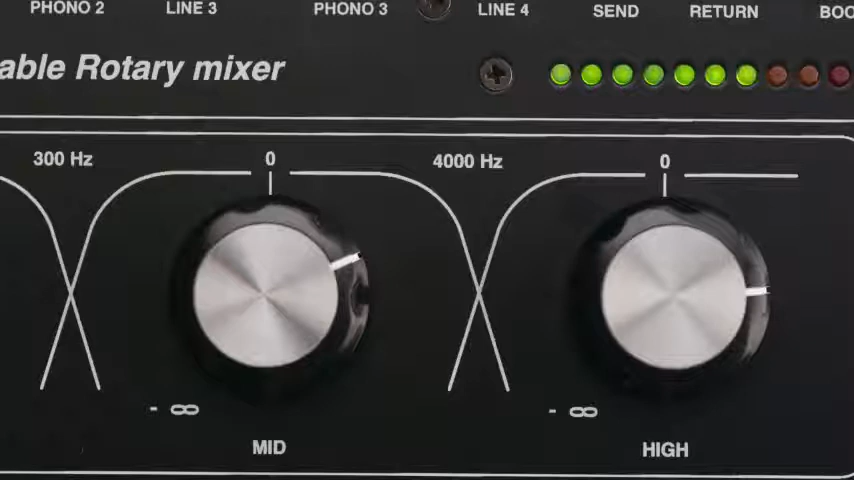 PHONO 2 LINE 3 PHONO 3 LINE 4 SEND RETURN BOO
able Rotary mixer
300 Hz 0 4000 Hz 0
- ∞ - ∞
MID HIGH